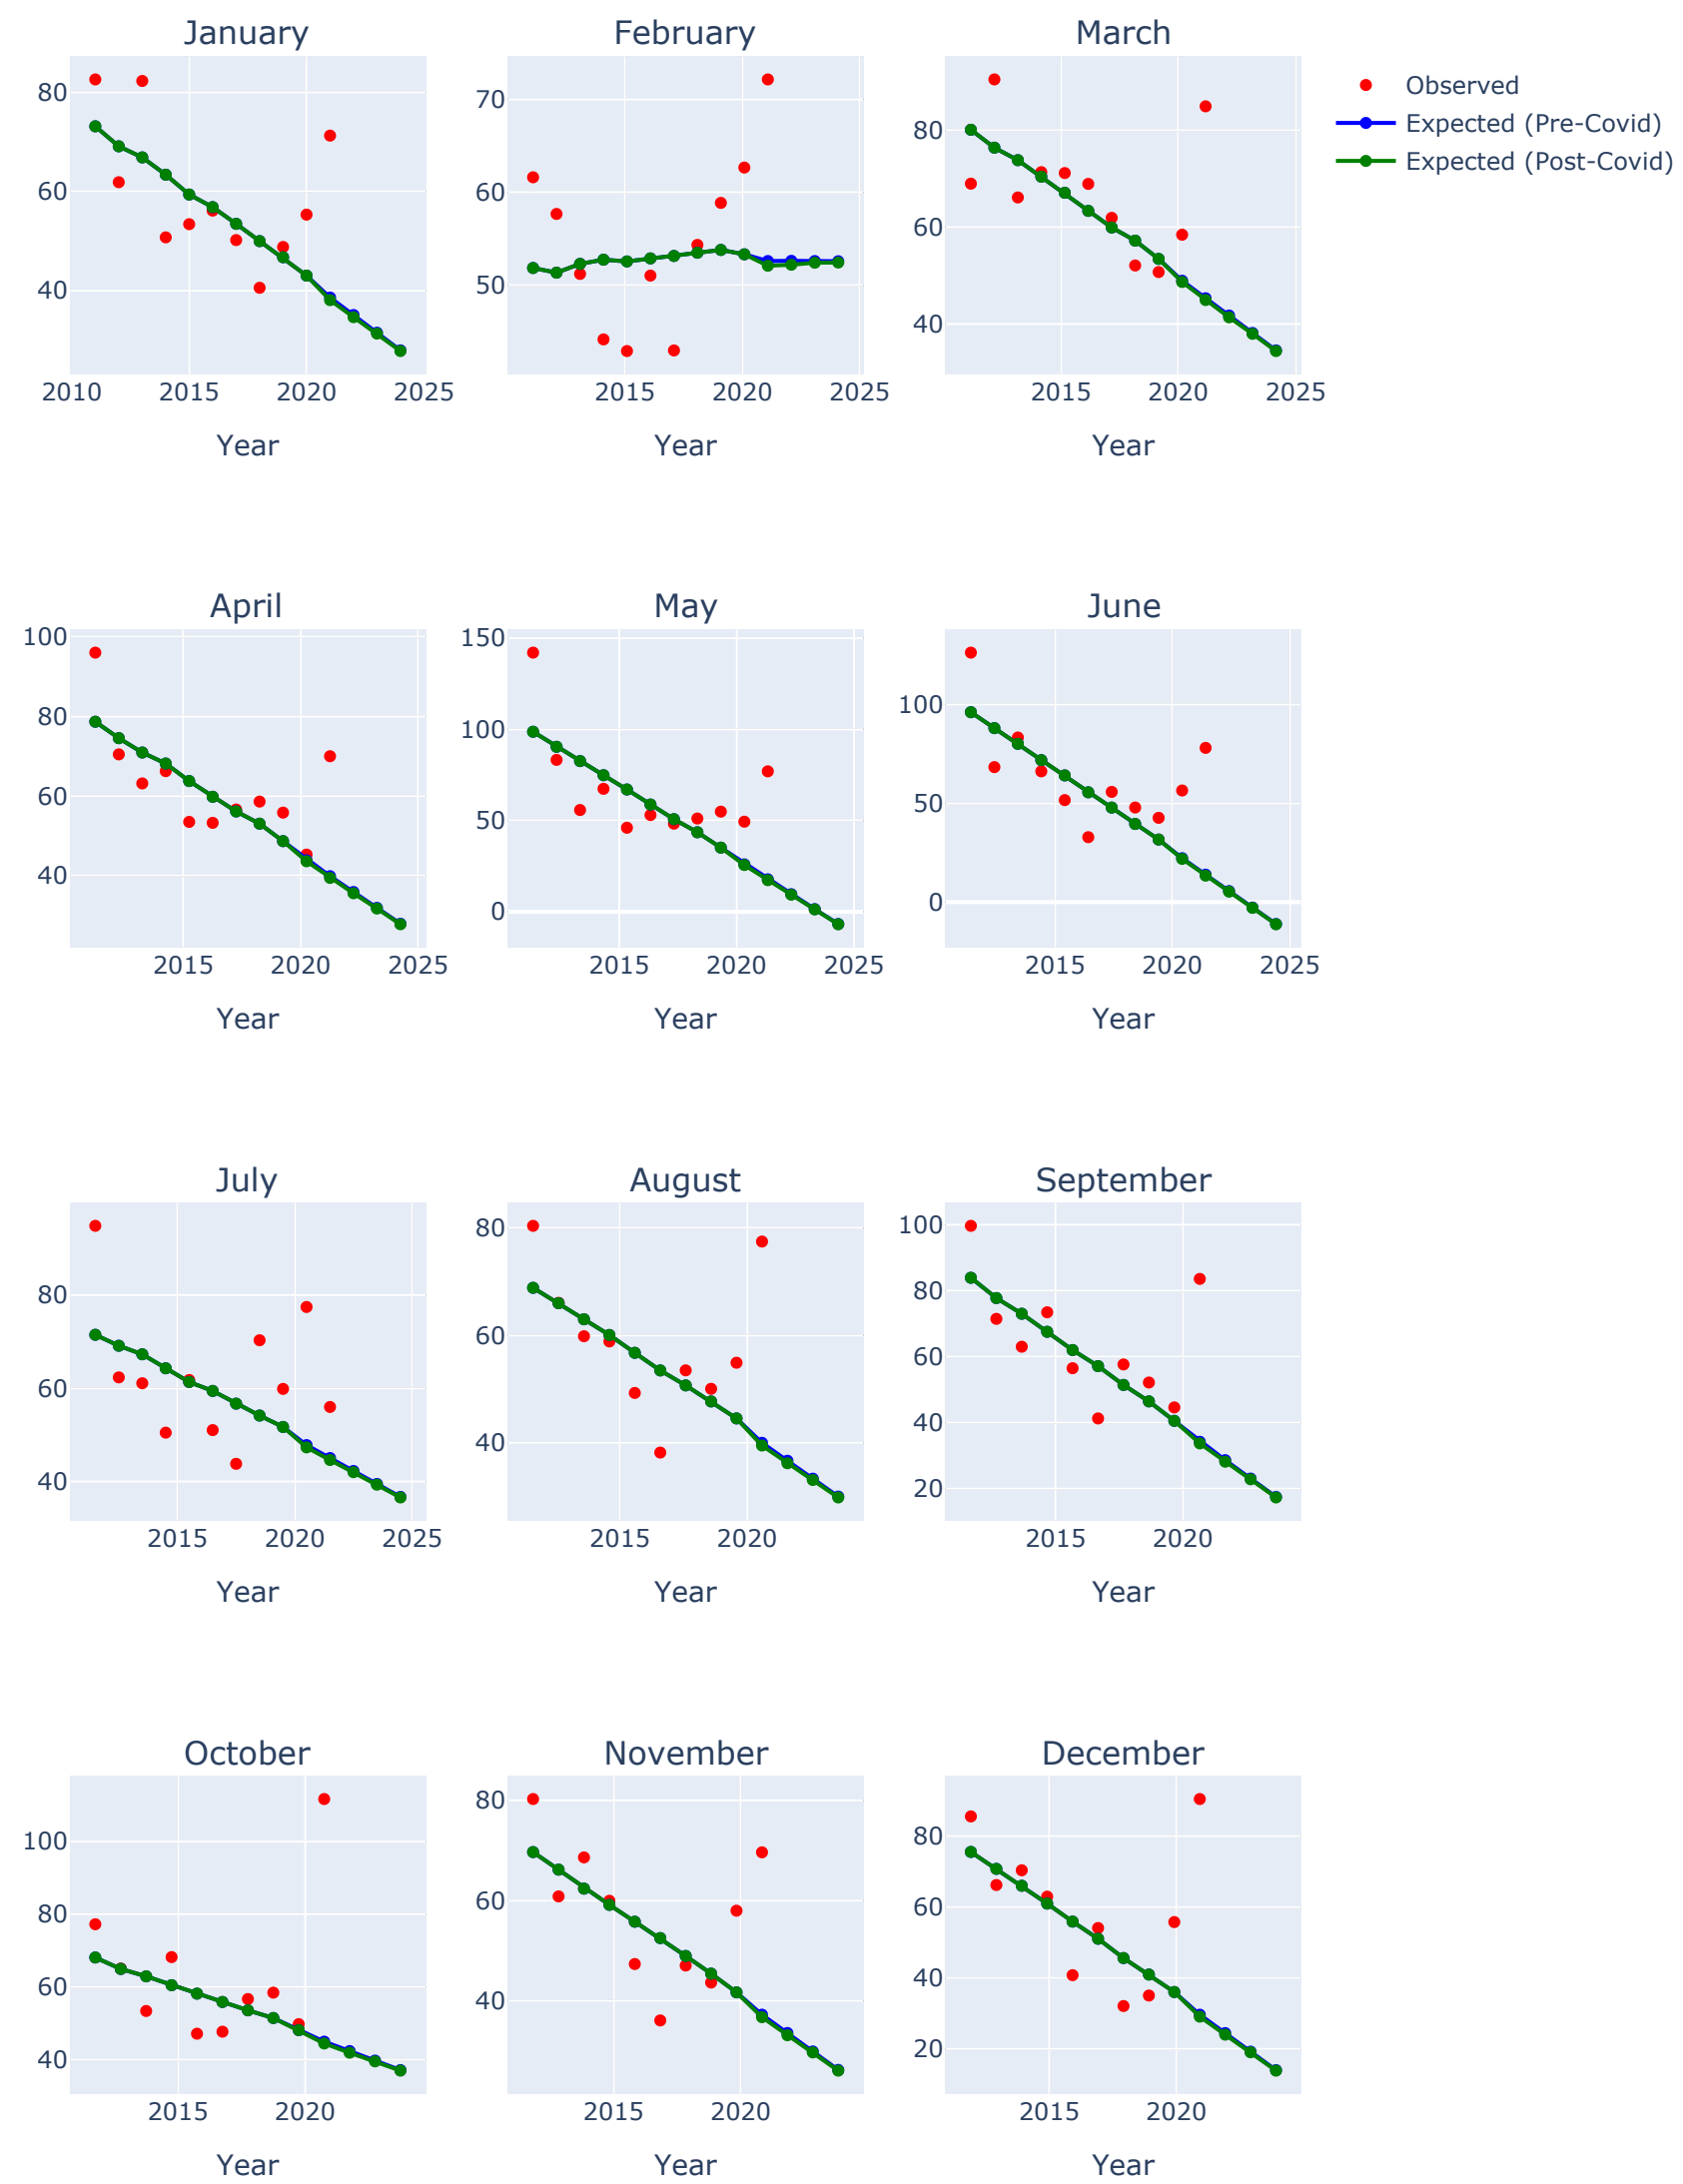 January
February
March
80
60
40
2010
2015
2020
2025
Year
70
60
50
2015
2020
2025
Year
80
60
40
2015
2020
2025
Year
Observed
Expected (Pre-Covid)
Expected (Post-Covid)
April
May
June
100
80
60
40
2015
2020
2025
Year
150
100
50
0
2015
2020
2025
Year
100
50
0
2015
2020
2025
Year
July
August
September
80
60
40
2015
2020
2025
Year
80
60
40
2015
2020
Year
100
80
60
40
20
2015
2020
Year
October
November
December
100
80
60
40
2015
2020
Year
80
60
40
2015
2020
Year
80
60
40
20
2015
2020
Year